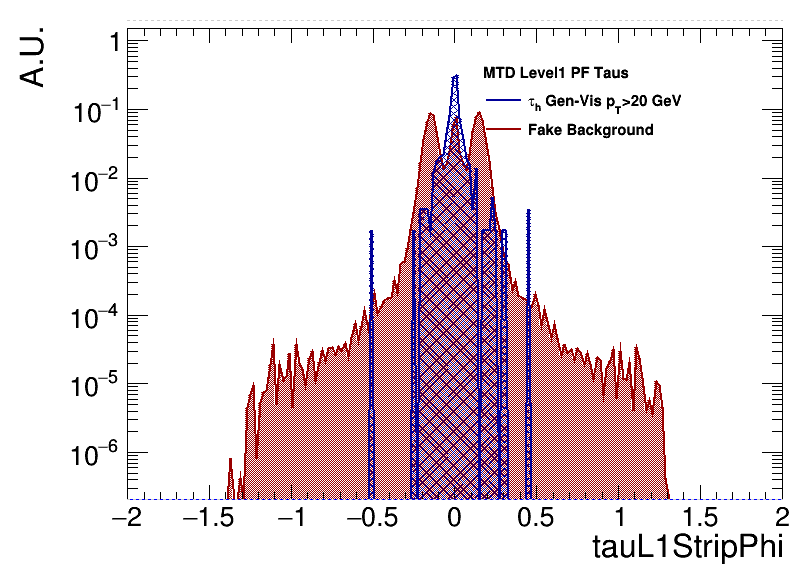 A.U.
1
10⁻¹
10⁻²
10⁻³
10⁻⁴
10⁻⁵
10⁻⁶
MTD Level1 PF Taus
τh Gen-Vis pT>20 GeV
Fake Background
−2 −1.5 −1 −0.5 0 0.5 1 1.5 2
tauL1StripPhi